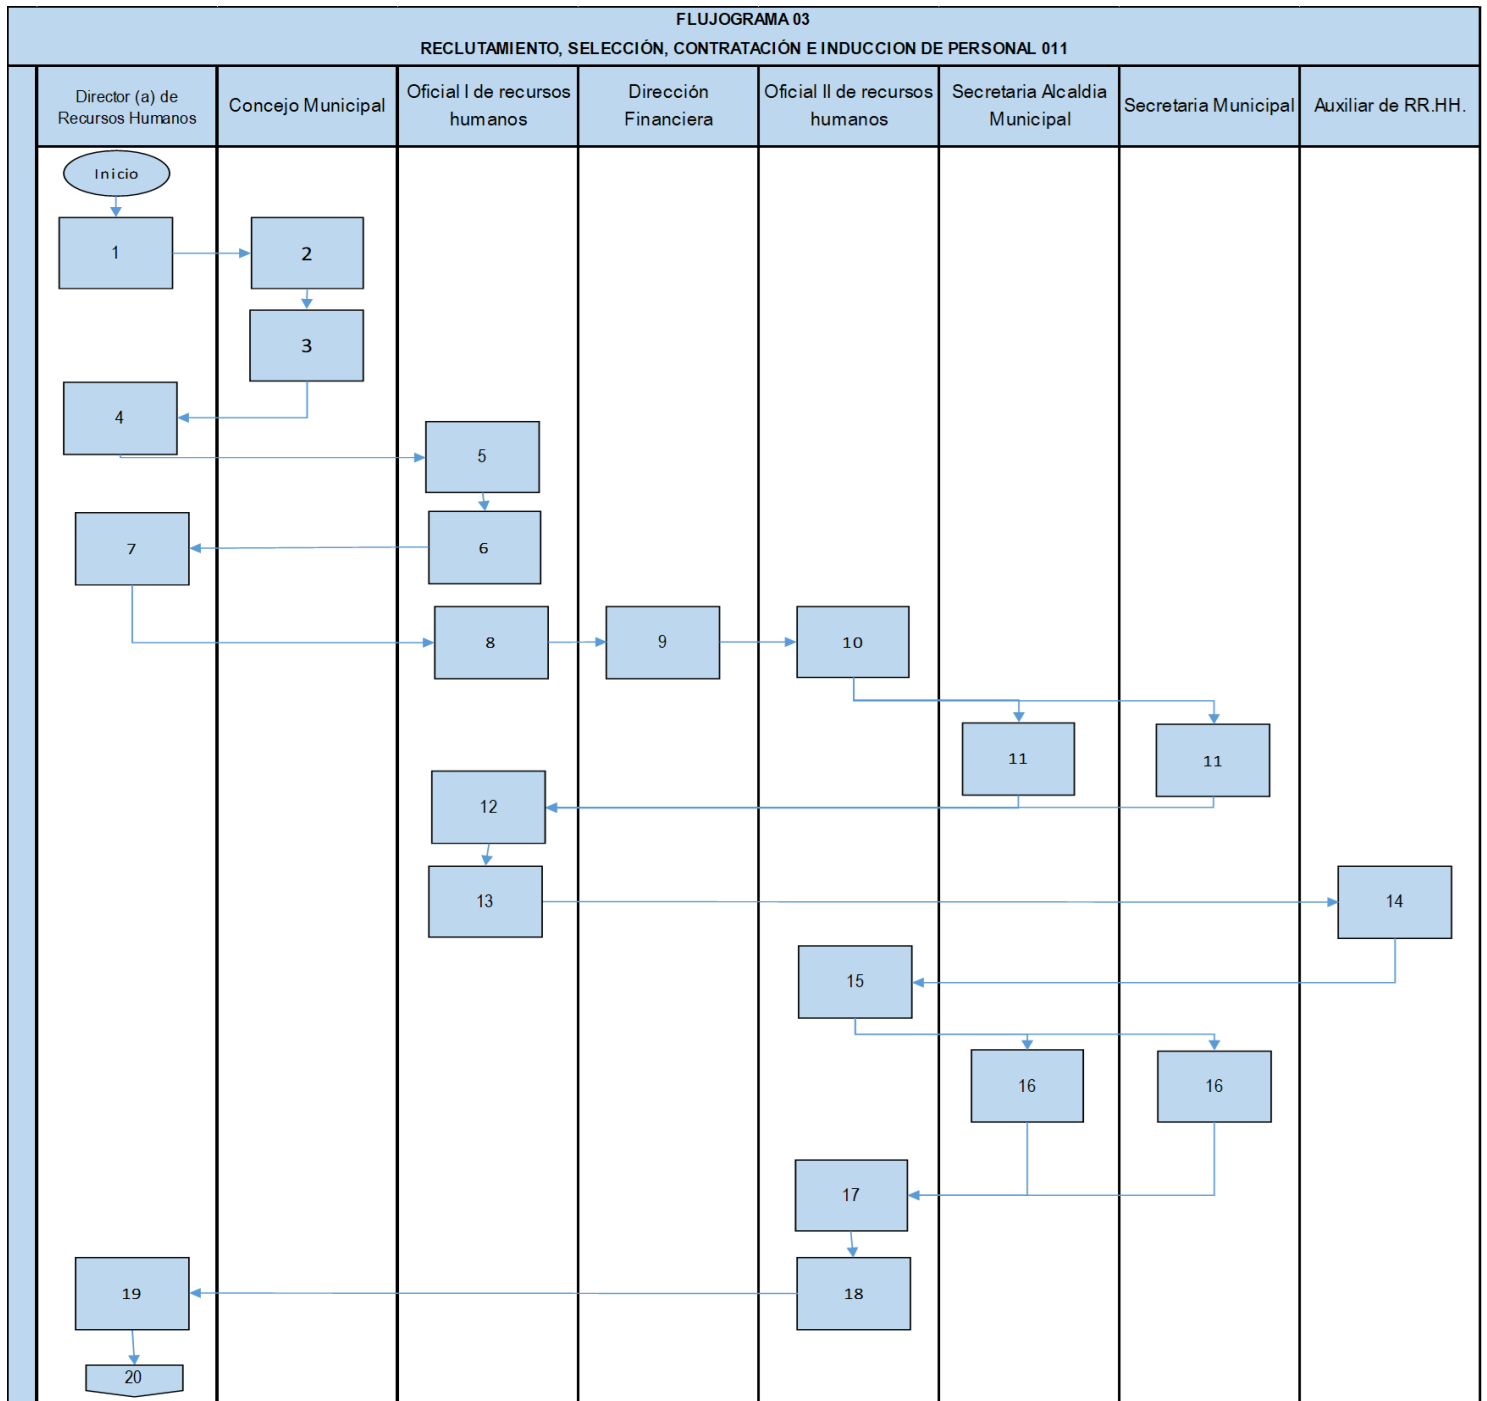 FLUJOGRAMA 03
RECLUTAMIENTO, SELECCIÓN, CONTRATACIÓN E INDUCCION DE PERSONAL 011
Director (a) de
Recursos Humanos
Concejo Municipal
Oficial I de recursos
humanos
Dirección
Financiera
Oficial II de recursos
humanos
Secretaria Alcaldia
Municipal
Secretaria Municipal
Auxiliar de RR.HH.
Inicio
1
2
3
4
5
6
7
8
9
10
11
11
12
13
14
15
16
16
17
18
19
20